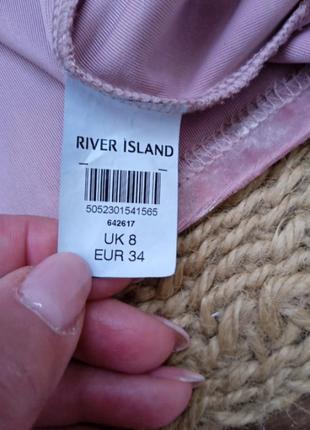 RIVER ISLAND
5052301541565
642617
UK 8
EUR 34